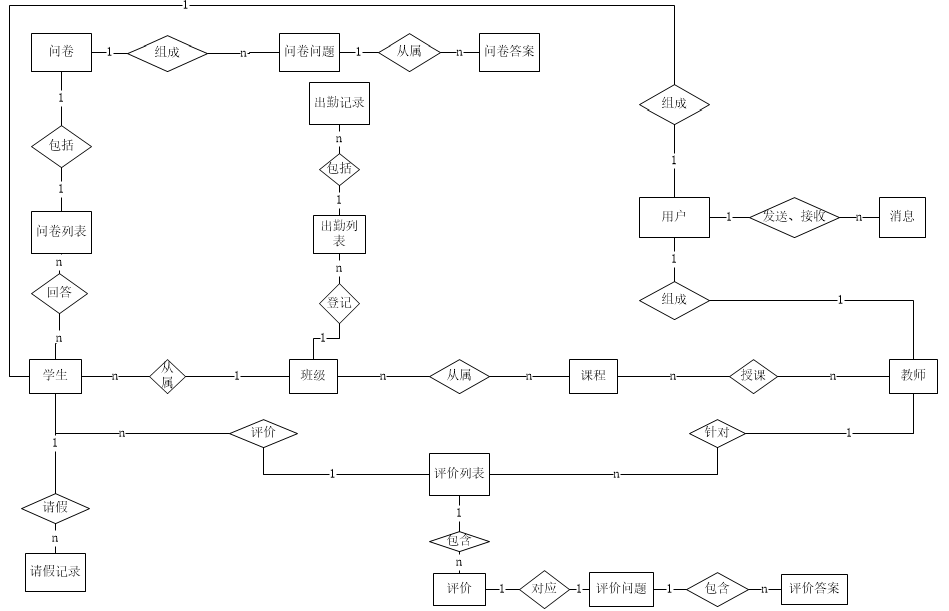 1
问卷
1
组成
n
问卷问题
1
从属
n
问卷答案
出勤记录
1
组成
n
1
包括
包括
1
1
1
问卷列表
出勤列
表
用户
1
发送、接收
n
消息
n
n
1
回答
登记
组成
1
n
1
学生
n
从
属
1
班级
n
从属
n
课程
n
授课
n
教师
1
n
评价
针对
1
1
评价列表
n
请假
1
n
包含
n
请假记录
评价
1
对应
1
评价问题
1
包含
n
评价答案